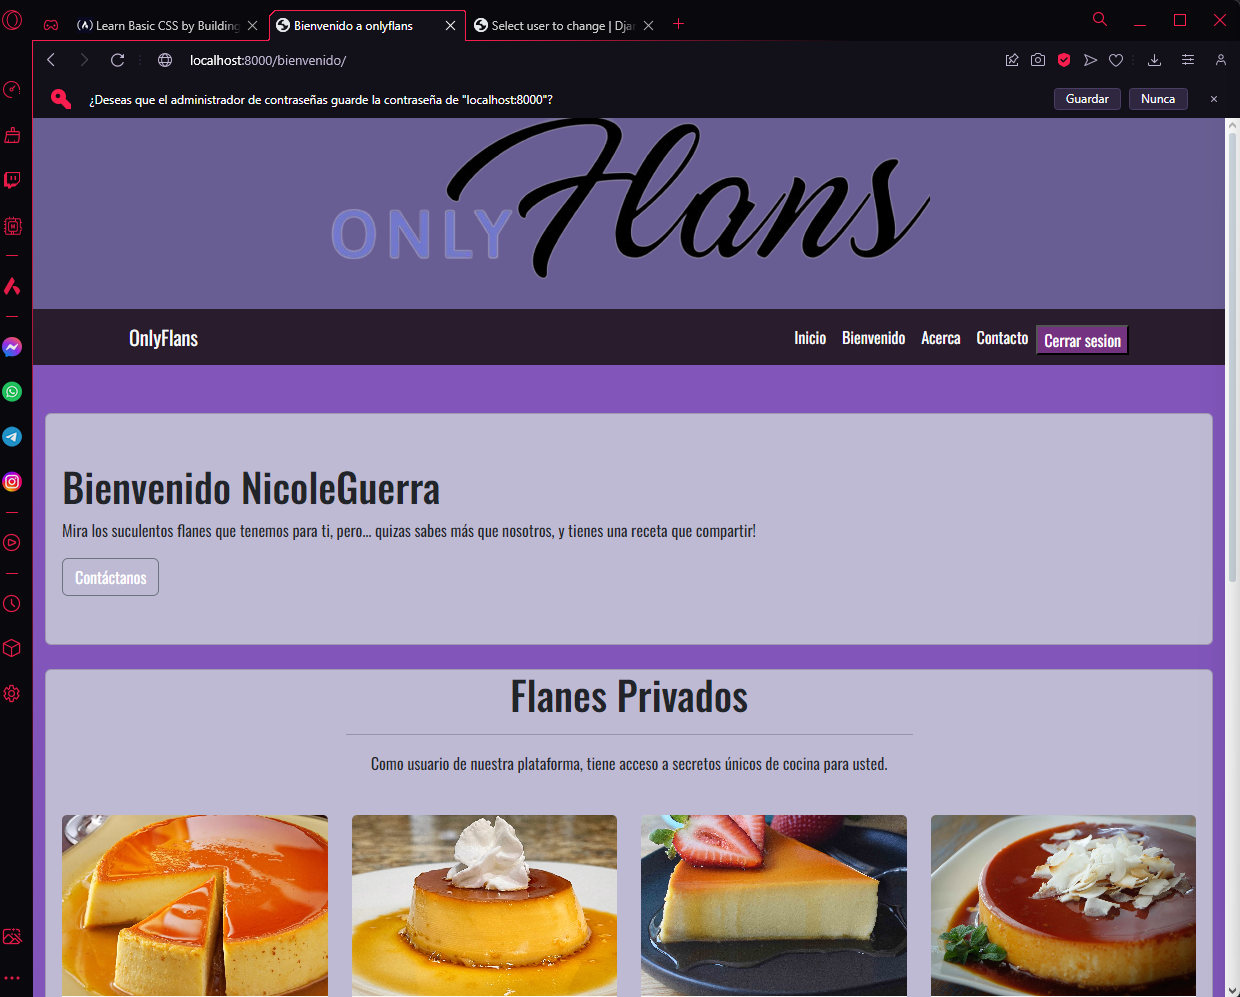 Learn Basic CSS by Building
Bienvenido a onlyflans
Select user to change | Djan
localhost:8000/bienvenido/
¿Deseas que el administrador de contraseñas guarde la contraseña de "localhost:8000"?
Guardar
Nunca
ONLY Flans
OnlyFlans
Inicio
Bienvenido
Acerca
Contacto
Cerrar sesion
Bienvenido NicoleGuerra
Mira los suculentos flanes que tenemos para ti, pero... quizas sabes más que nosotros, y tienes una receta que compartir!
Contáctanos
Flanes Privados
Como usuario de nuestra plataforma, tiene acceso a secretos únicos de cocina para usted.